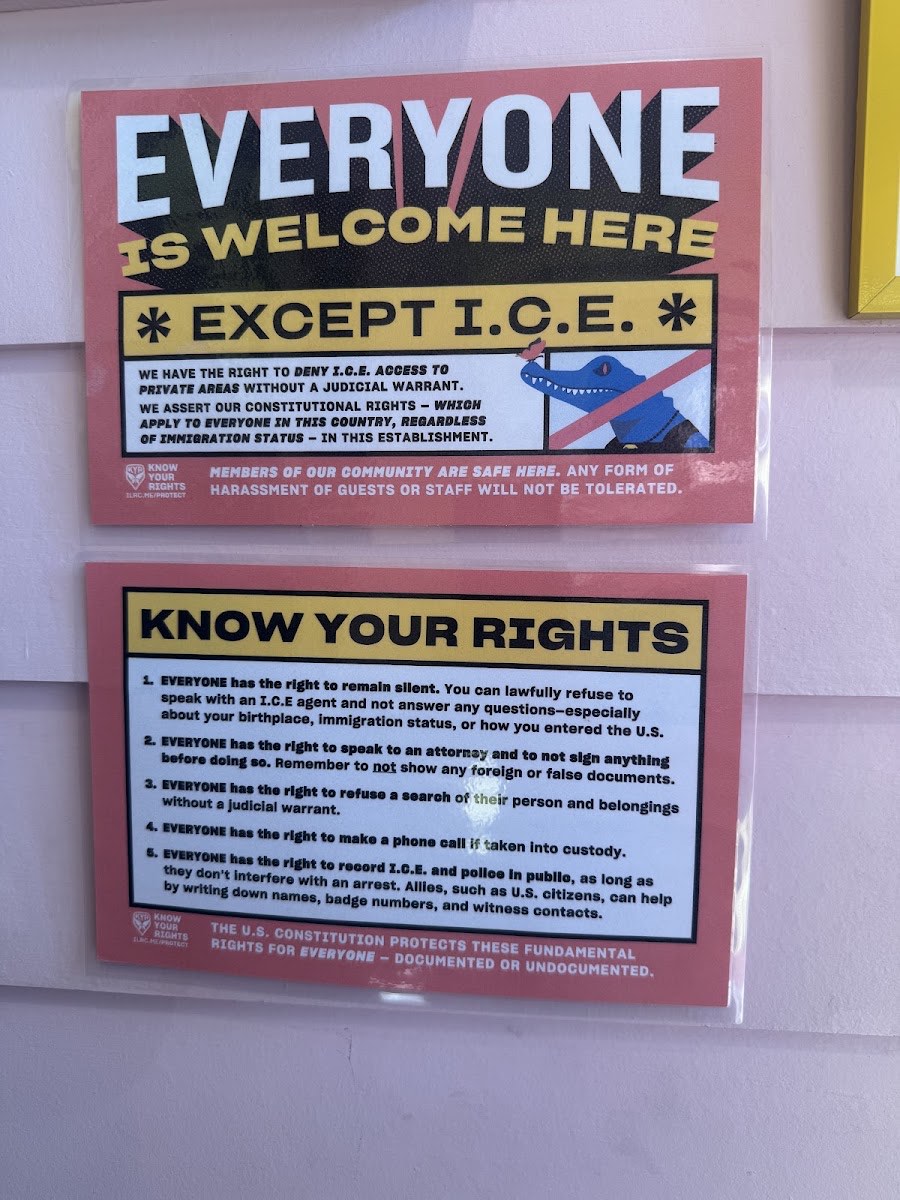 EVERYONE
IS WELCOME HERE
* EXCEPT I.C.E. *
WE HAVE THE RIGHT TO DENY I.C.E. ACCESS TO
PRIVATE AREAS WITHOUT A JUDICIAL WARRANT.
WE ASSERT OUR CONSTITUTIONAL RIGHTS – WHICH
APPLY TO EVERYONE IN THIS COUNTRY, REGARDLESS
OF IMMIGRATION STATUS – IN THIS ESTABLISHMENT.
KYR
KNOW
YOUR
RIGHTS
ILRC.ME/PROTECT
MEMBERS OF OUR COMMUNITY ARE SAFE HERE. ANY FORM OF
HARASSMENT OF GUESTS OR STAFF WILL NOT BE TOLERATED.
KNOW YOUR RIGHTS
1. EVERYONE has the right to remain silent. You can lawfully refuse to
speak with an I.C.E agent and not answer any questions—especially
about your birthplace, immigration status, or how you entered the U.S.
2. EVERYONE has the right to speak to an attorney and to not sign anything
before doing so. Remember to not show any foreign or false documents.
3. EVERYONE has the right to refuse a search of their person and belongings
without a judicial warrant.
4. EVERYONE has the right to make a phone call if taken into custody.
5. EVERYONE has the right to record I.C.E. and police in public, as long as
they don't interfere with an arrest. Allies, such as U.S. citizens, can help
by writing down names, badge numbers, and witness contacts.
KYR
KNOW
YOUR
RIGHTS
ILRC.ME/PROTECT
THE U.S. CONSTITUTION PROTECTS THESE FUNDAMENTAL
RIGHTS FOR EVERYONE – DOCUMENTED OR UNDOCUMENTED.